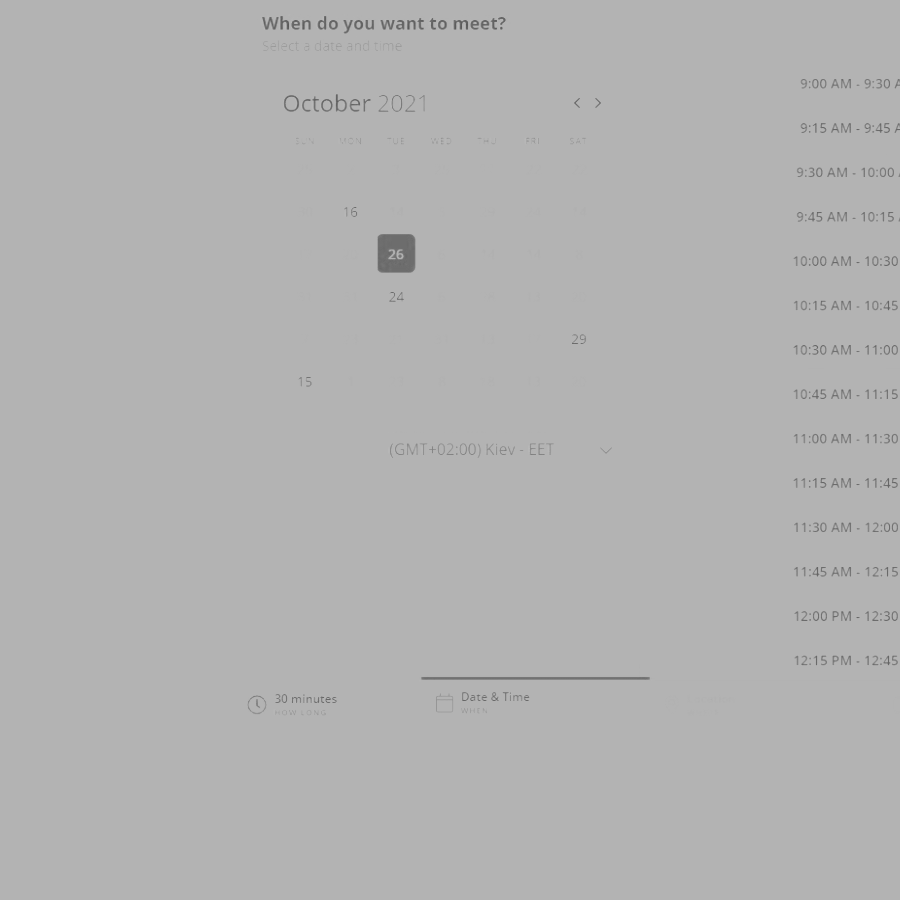 When do you want to meet?
Select a date and time
October 2021
SUN MON TUE WED THU FRI SAT
16
26
24
29
15
(GMT+02:00) Kiev - EET
9:00 AM - 9:30 A
9:15 AM - 9:45 A
9:30 AM - 10:00
9:45 AM - 10:15
10:00 AM - 10:30
10:15 AM - 10:45
10:30 AM - 11:00
10:45 AM - 11:15
11:00 AM - 11:30
11:15 AM - 11:45
11:30 AM - 12:00
11:45 AM - 12:15
12:00 PM - 12:30
12:15 PM - 12:45
30 minutes
HOW LONG
Date & Time
WHEN